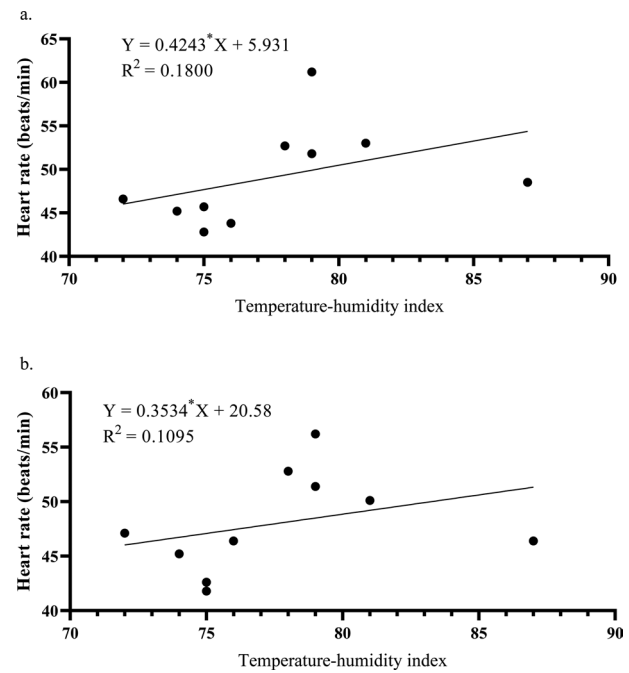 a.
Y = 0.4243*X + 5.931
R² = 0.1800
65
60
55
50
45
40
Heart rate (beats/min)
70 75 80 85 90
Temperature-humidity index
b.
Y = 0.3534*X + 20.58
R² = 0.1095
60
55
50
45
40
Heart rate (beats/min)
70 75 80 85 90
Temperature-humidity index